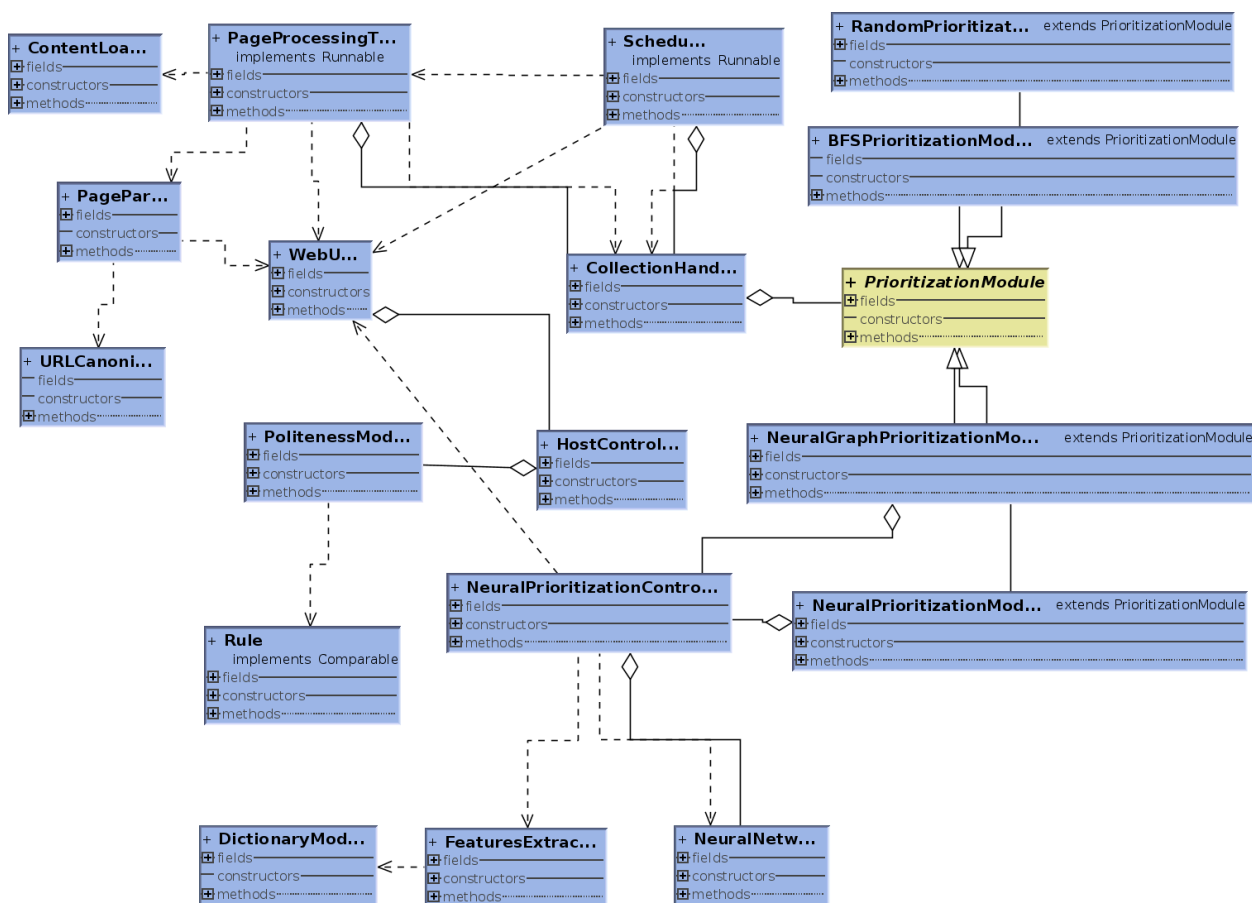 + ContentLoa...
fields
constructors
methods
+ PageProcessingT...
implements Runnable
fields
constructors
methods
+ Schedu...
implements Runnable
fields
constructors
methods
+ RandomPrioritizat... extends PrioritizationModule
fields
constructors
methods
+ BFSPrioritizationMod... extends PrioritizationModule
fields
constructors
methods
+ PagePar...
fields
constructors
methods
+ WebU...
fields
constructors
methods
+ CollectionHand...
fields
constructors
methods
+ PrioritizationModule
fields
constructors
methods
+ URLCanoni...
fields
constructors
methods
+ PolitenessMod...
fields
constructors
methods
+ HostControl...
fields
constructors
methods
+ NeuralGraphPrioritizationMo... extends PrioritizationModule
fields
constructors
methods
+ NeuralPrioritizationContro...
fields
constructors
methods
+ NeuralPrioritizationMod... extends PrioritizationModule
fields
constructors
methods
+ Rule
implements Comparable
fields
constructors
methods
+ DictionaryMod...
fields
constructors
methods
+ FeaturesExtrac...
fields
constructors
methods
+ NeuralNetw...
fields
constructors
methods